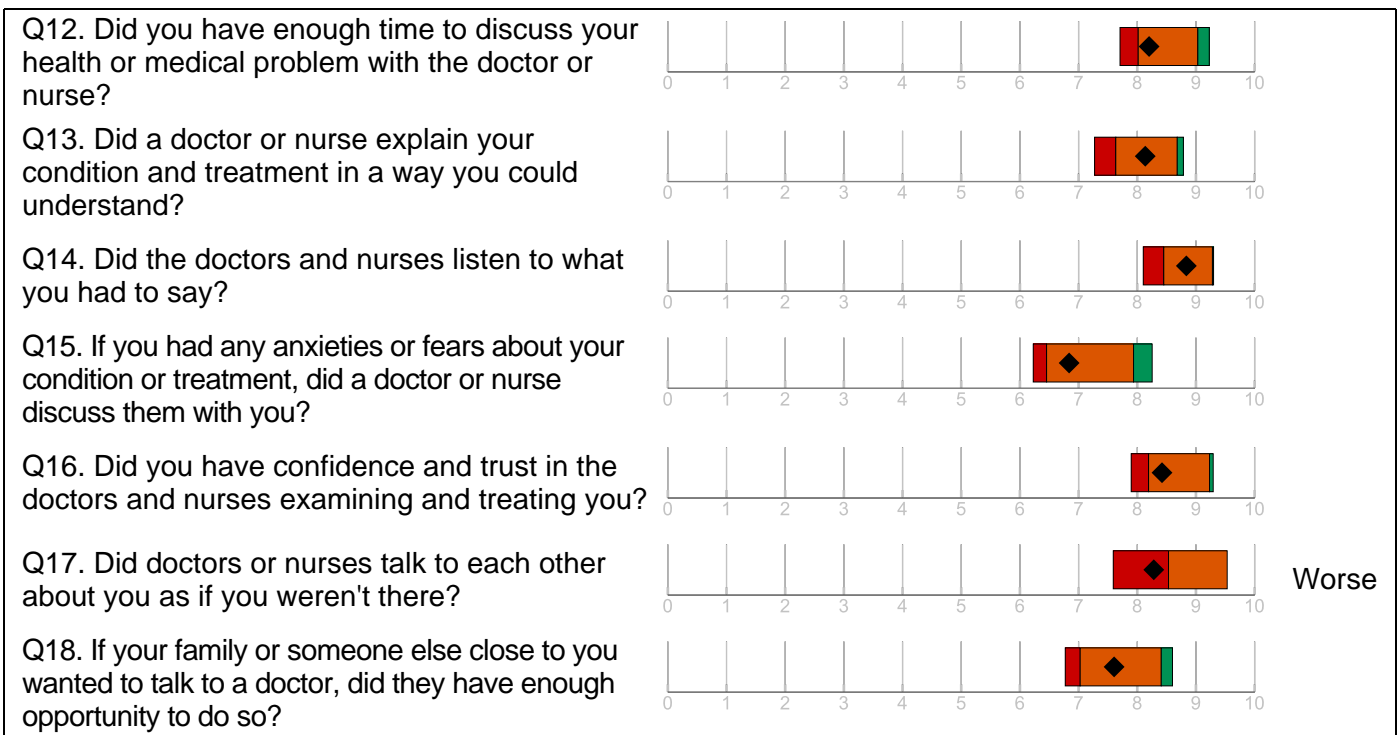 Q12. Did you have enough time to discuss your
health or medical problem with the doctor or
nurse?
0 1 2 3 4 5 6 7 8 9 10
Q13. Did a doctor or nurse explain your
condition and treatment in a way you could
understand?
0 1 2 3 4 5 6 7 8 9 10
Q14. Did the doctors and nurses listen to what
you had to say?
0 1 2 3 4 5 6 7 8 9 10
Q15. If you had any anxieties or fears about your
condition or treatment, did a doctor or nurse
discuss them with you?
0 1 2 3 4 5 6 7 8 9 10
Q16. Did you have confidence and trust in the
doctors and nurses examining and treating you?
0 1 2 3 4 5 6 7 8 9 10
Q17. Did doctors or nurses talk to each other
about you as if you weren't there?
0 1 2 3 4 5 6 7 8 9 10
Worse
Q18. If your family or someone else close to you
wanted to talk to a doctor, did they have enough
opportunity to do so?
0 1 2 3 4 5 6 7 8 9 10